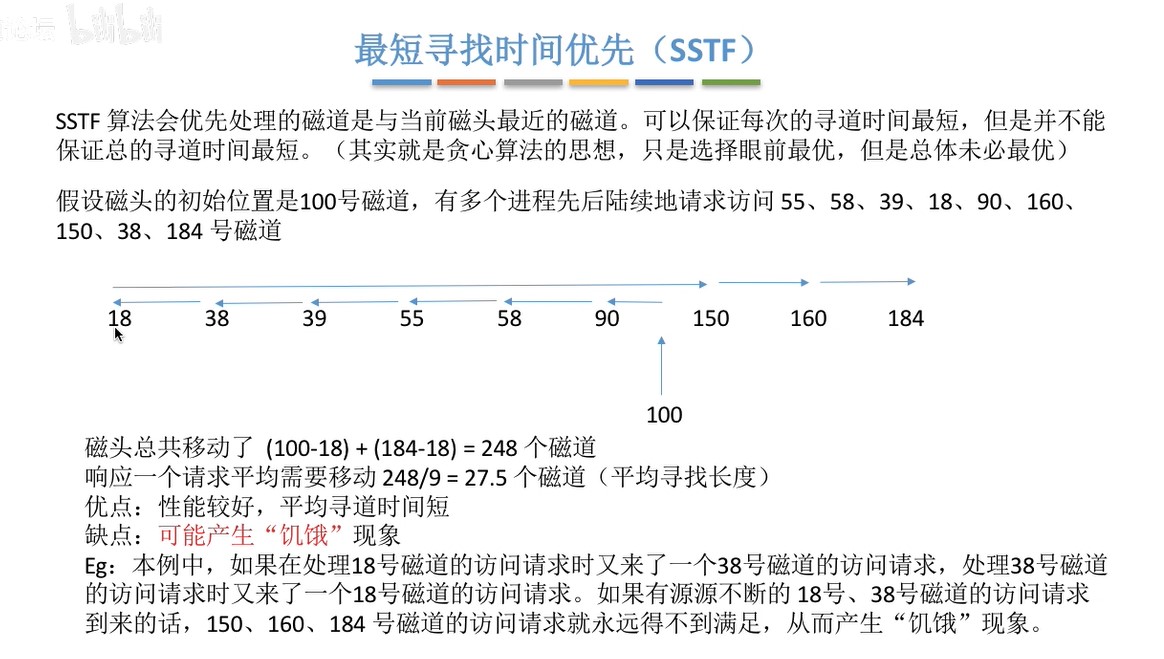 bilibili
最短寻找时间优先（SSTF）
SSTF 算法会优先处理的磁道是与当前磁头最近的磁道。可以保证每次的寻道时间最短，但是并不能
保证总的寻道时间最短。（其实就是贪心算法的思想，只是选择眼前最优，但是总体未必最优）
假设磁头的初始位置是100号磁道，有多个进程先后陆续地请求访问 55、58、39、18、90、160、
150、38、184 号磁道
18 38 39 55 58 90 150 160 184
100
磁头总共移动了 (100-18) + (184-18) = 248 个磁道
响应一个请求平均需要移动 248/9 = 27.5 个磁道（平均寻找长度）
优点：性能较好，平均寻道时间短
缺点：可能产生“饥饿”现象
Eg：本例中，如果在处理18号磁道的访问请求时又来了一个38号磁道的访问请求，处理38号磁道
的访问请求时又来了一个18号磁道的访问请求。如果有源源不断的 18号、38号磁道的访问请求
到来的话，150、160、184 号磁道的访问请求就永远得不到满足，从而产生“饥饿”现象。